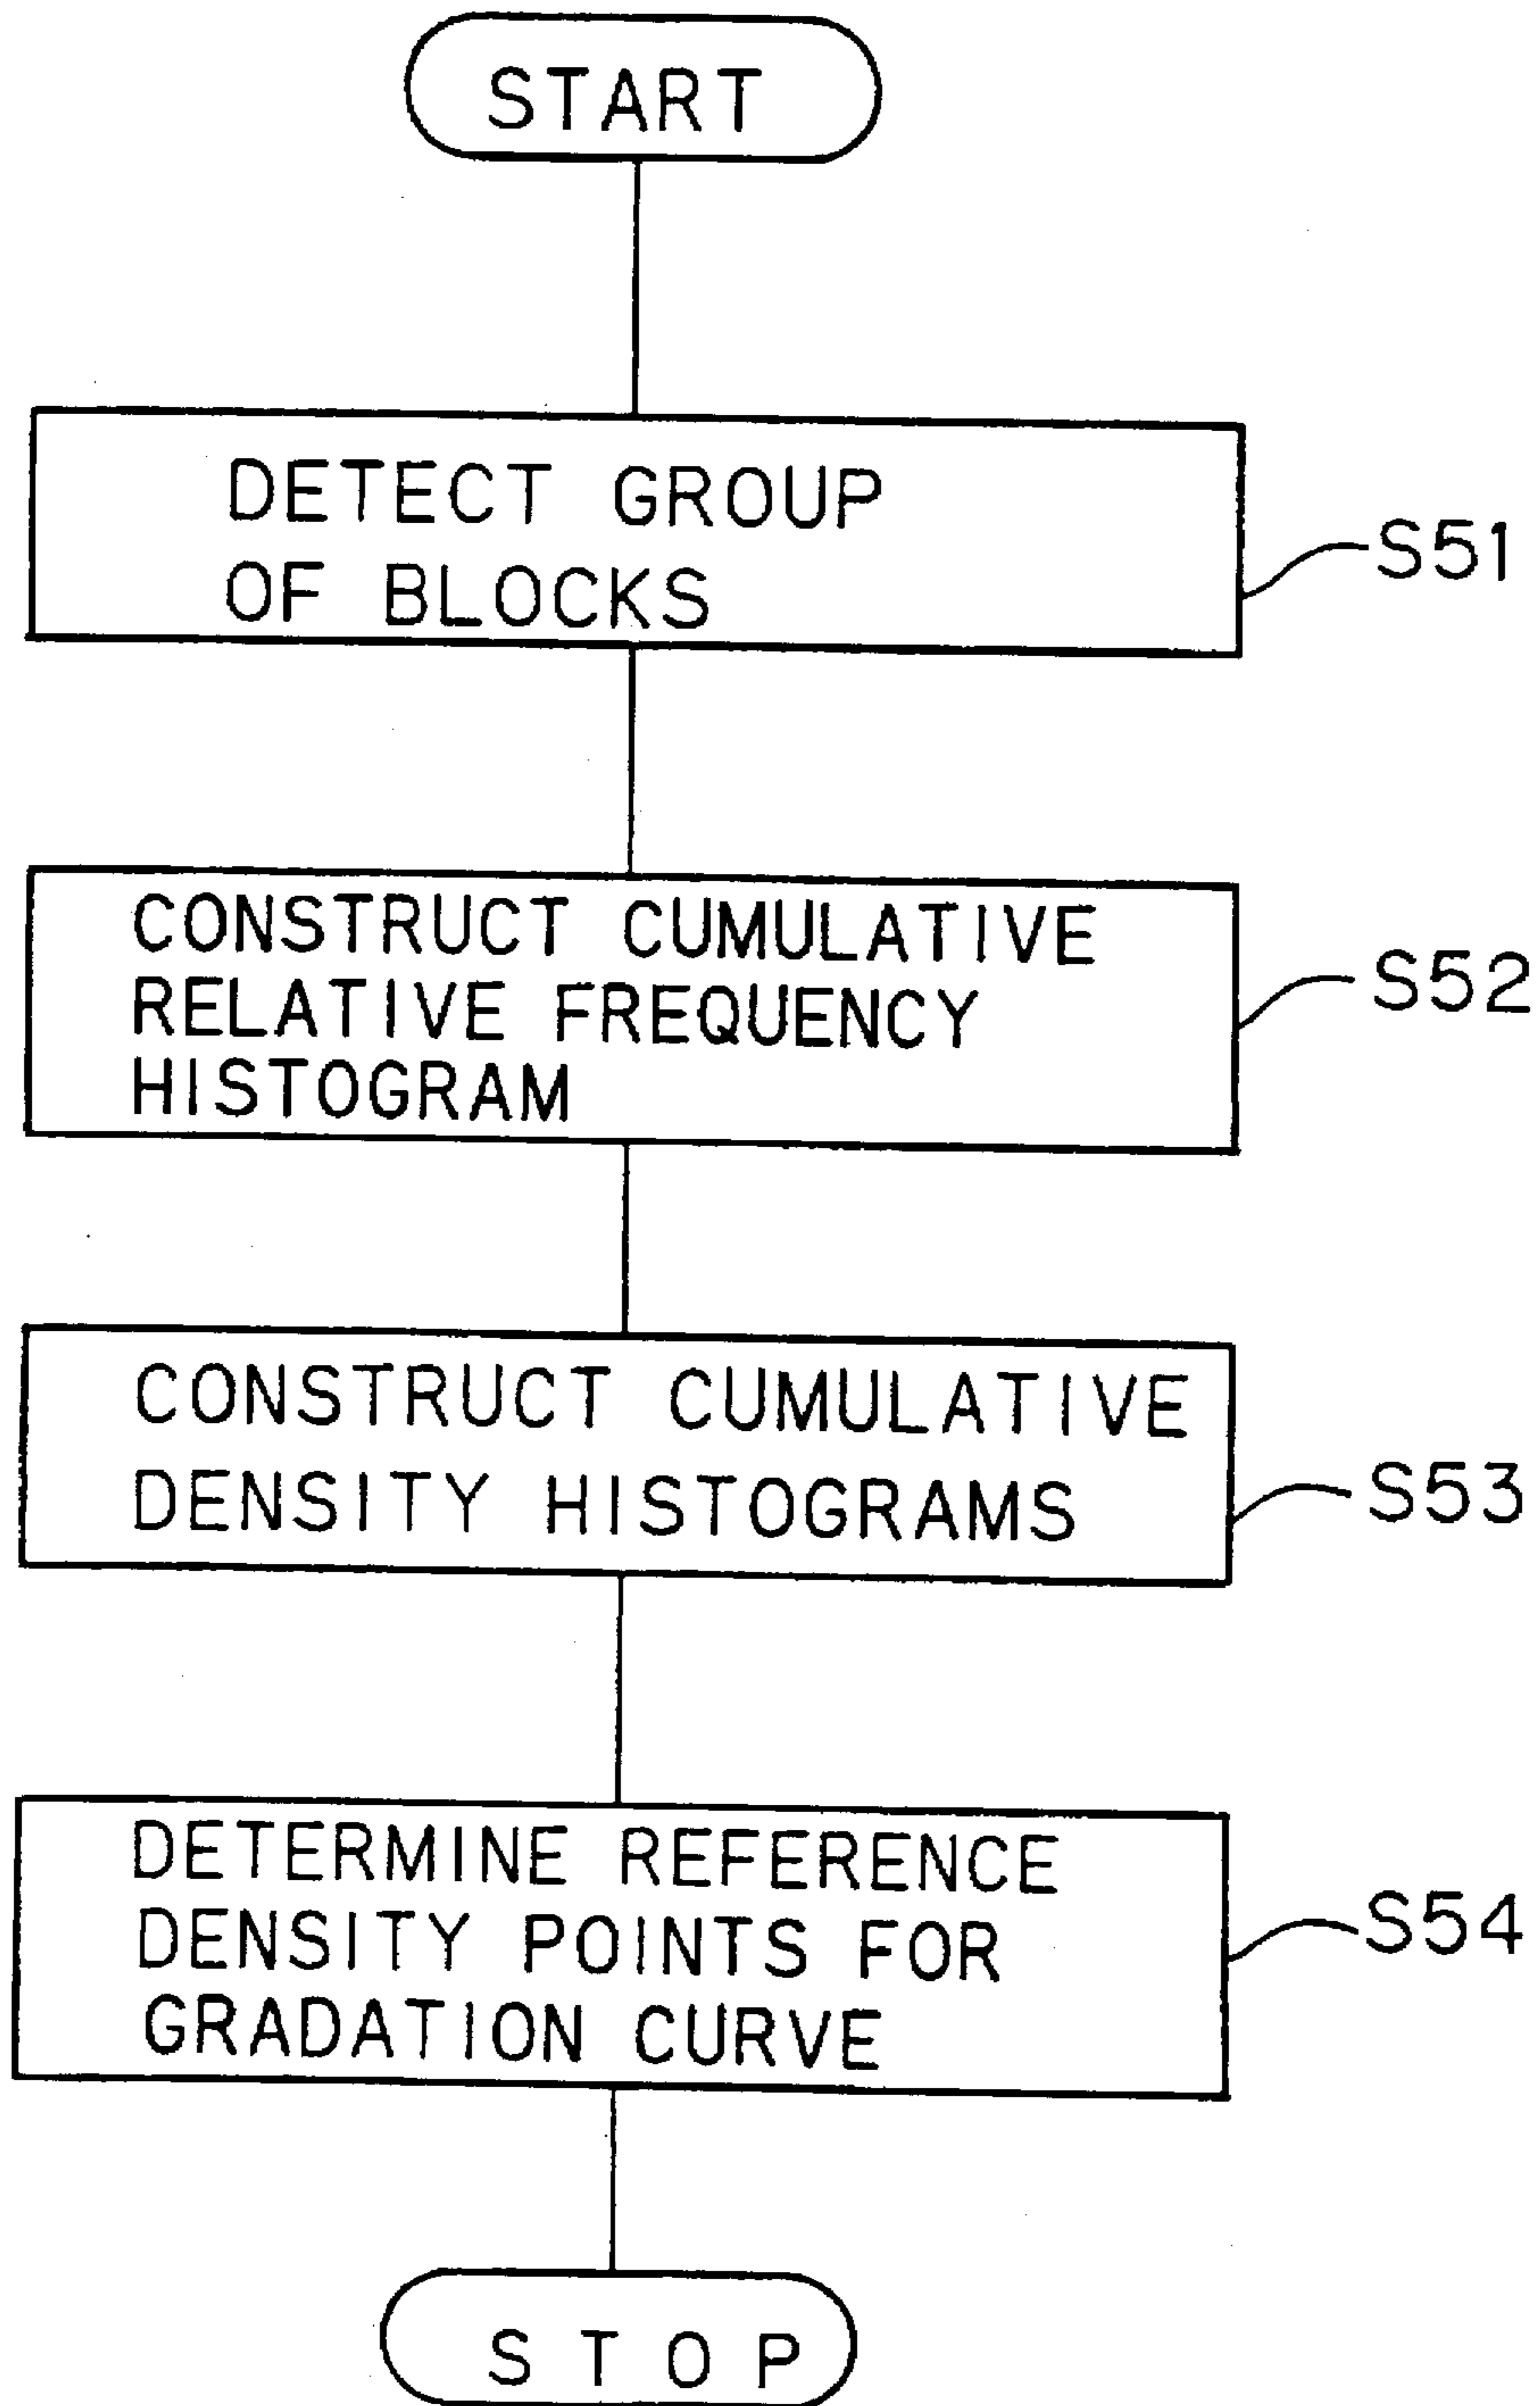 START
DETECT GROUP
OF BLOCKS
S51
CONSTRUCT CUMULATIVE
RELATIVE FREQUENCY
HISTOGRAM
S52
CONSTRUCT CUMULATIVE
DENSITY HISTOGRAMS
S53
DETERMINE REFERENCE
DENSITY POINTS FOR
GRADATION CURVE
S54
STOP